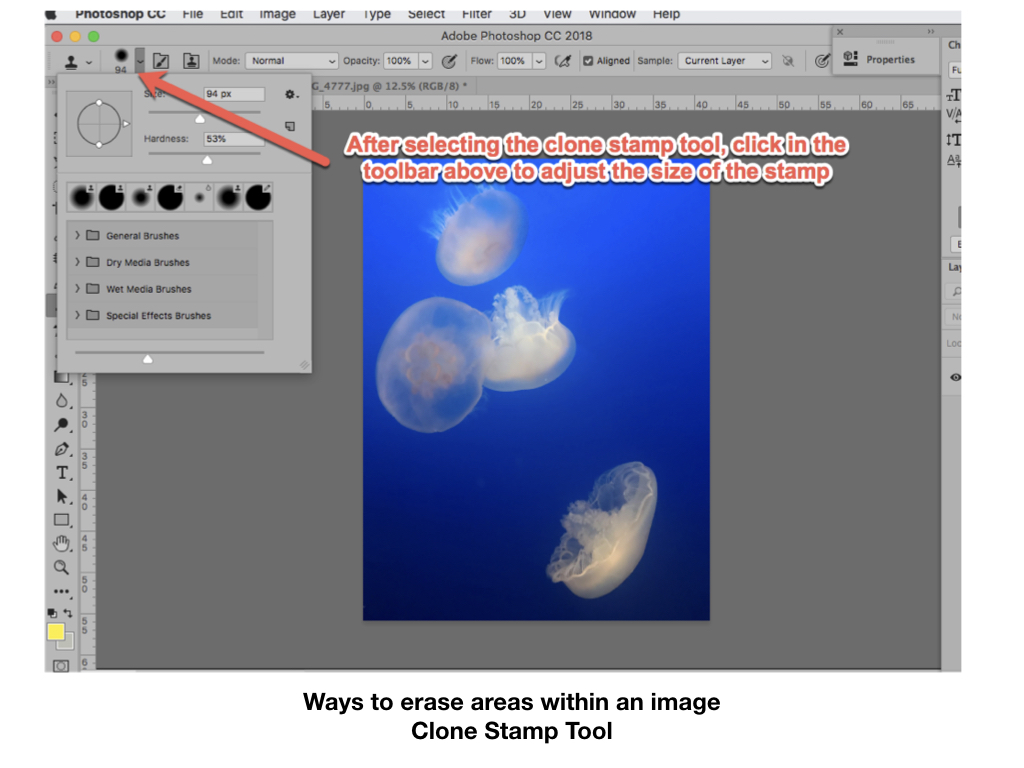 Photoshop CC File Edit Image Layer Type Select Filter 3D View Window Help
Adobe Photoshop CC 2018
94 Mode: Normal Opacity: 100% Flow: 100% Aligned Sample: Current Layer
Properties
Size: 94 px
Hardness: 53%
G_4777.jpg @ 12.5% (RGB/8) *
5 0 5 10 15 20 25 30 35 40 45 50 55 60 65
After selecting the clone stamp tool, click in the
toolbar above to adjust the size of the stamp
General Brushes
Dry Media Brushes
Wet Media Brushes
Special Effects Brushes
Ways to erase areas within an image
Clone Stamp Tool